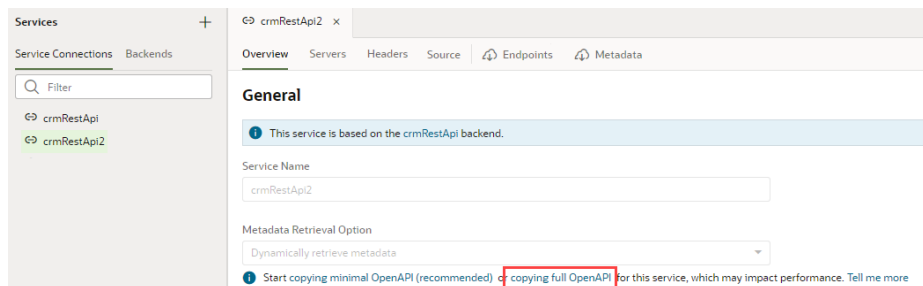 Services +
crmRestApi2 ×
Service Connections Backends
Overview Servers Headers Source Endpoints Metadata
Filter
General
crmRestApi
crmRestApi2
This service is based on the crmRestApi backend.
Service Name
crmRestApi2
Metadata Retrieval Option
Dynamically retrieve metadata
Start copying minimal OpenAPI (recommended) or copying full OpenAPI for this service, which may impact performance. Tell me more